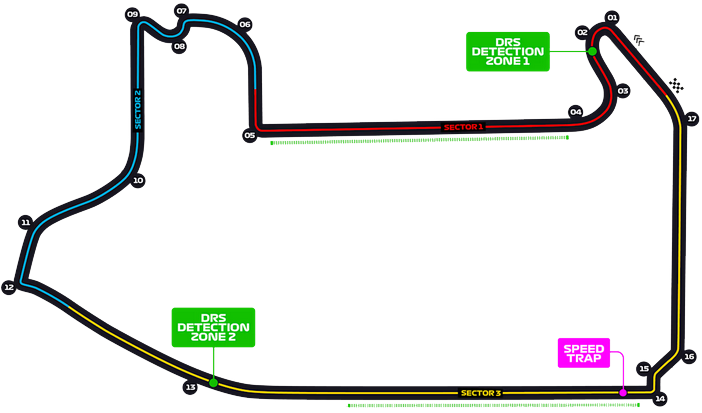 09
07
06
08
01
02
DRS
DETECTION
ZONE 1
03
04
17
05
SECTOR 1
SECTOR 2
10
11
12
DRS
DETECTION
ZONE 2
SPEED
TRAP
16
15
13
SECTOR 3
14